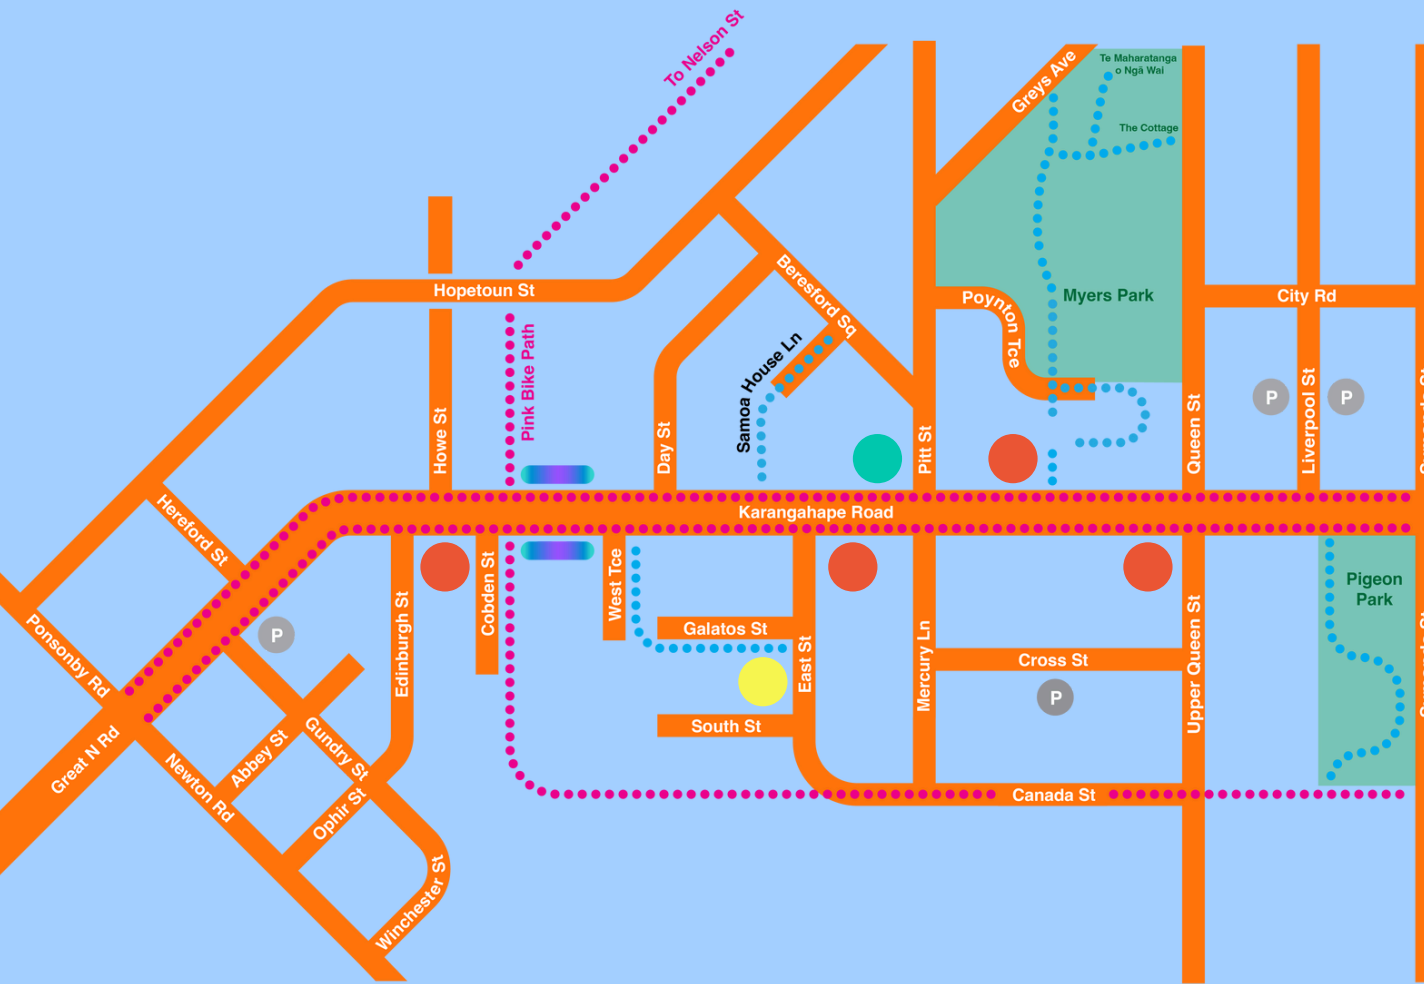 To Nelson St
Greys Ave
Te Maharatanga
o Ngā Wai
The Cottage
Hopetoun St
Beresford Sq
Poynton Tce
Myers Park
City Rd
Pink Bike Path
Samoa House Ln
Howe St
Day St
Pitt St
Queen St
P
Liverpool St
P
Hereford St
Karangahape Road
Ponsonby Rd
P
Edinburgh St
Cobden St
West Tce
Galatos St
East St
Mercury Ln
Cross St
Upper Queen St
Pigeon
Park
P
South St
Great N Rd
Newton Rd
Abbey St
Gundry St
Ophir St
Canada St
Winchester St